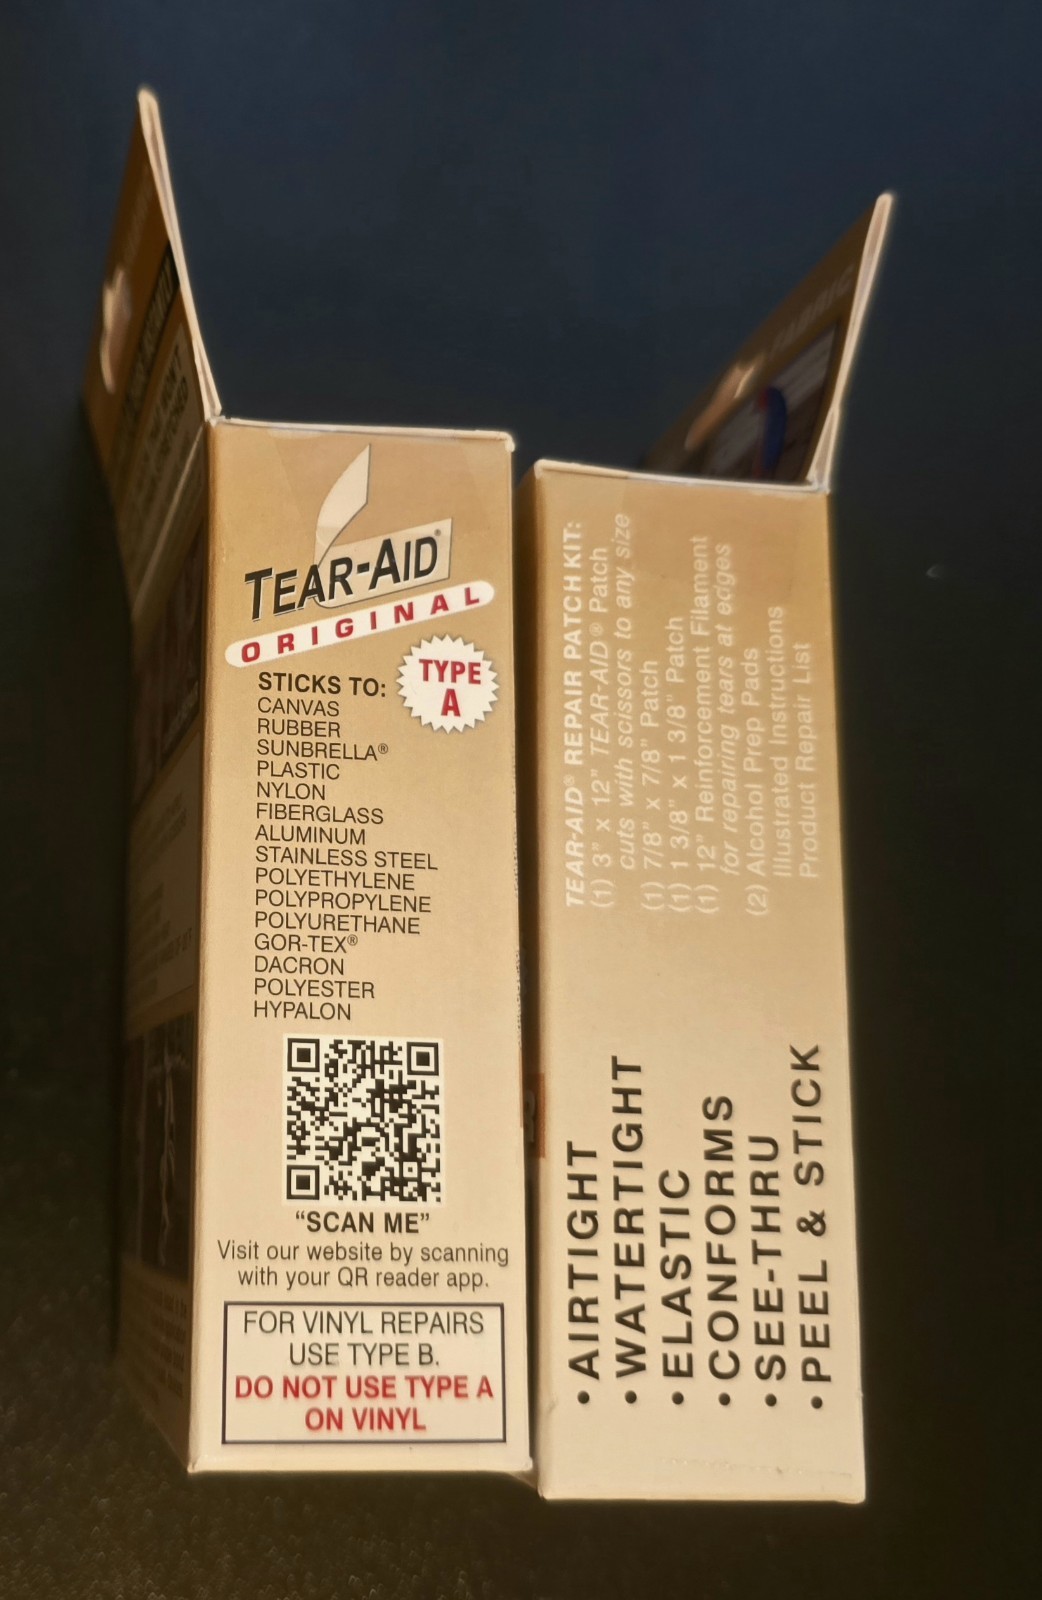 TEAR-AID®
ORIGINAL
TYPE
A
STICKS TO:
CANVAS
RUBBER
SUNBRELLA®
PLASTIC
NYLON
FIBERGLASS
ALUMINUM
STAINLESS STEEL
POLYETHYLENE
POLYPROPYLENE
POLYURETHANE
GOR-TEX®
DACRON
POLYESTER
HYPALON
"SCAN ME"
Visit our website by scanning
with your QR reader app.
FOR VINYL REPAIRS
USE TYPE B.
DO NOT USE TYPE A
ON VINYL
TEAR-AID® REPAIR PATCH KIT:
(1) 3" x 12" TEAR-AID® Patch
cuts with scissors to any size
(1) 7/8" x 7/8" Patch
(1) 1 3/8" x 1 3/8" Patch
(1) 12" Reinforcement Filament
for repairing tears at edges
(2) Alcohol Prep Pads
Illustrated Instructions
Product Repair List
• AIRTIGHT
• WATERTIGHT
• ELASTIC
• CONFORMS
• SEE-THRU
• PEEL & STICK
FABRIC